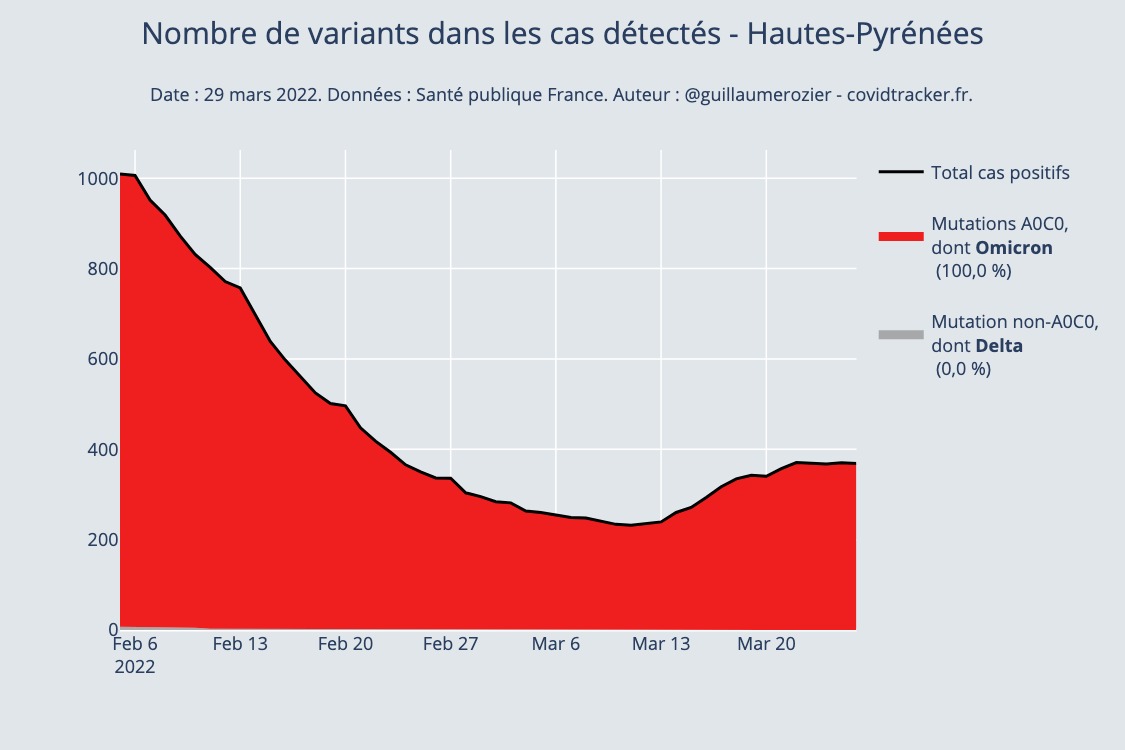 Nombre de variants dans les cas détectés - Hautes-Pyrénées
Date : 29 mars 2022. Données : Santé publique France. Auteur : @guillaumerozier - covidtracker.fr.
Total cas positifs
Mutations A0C0,
dont Omicron
(100,0 %)
Mutation non-A0C0,
dont Delta
(0,0 %)
1000
800
600
400
200
0
Feb 6
2022
Feb 13
Feb 20
Feb 27
Mar 6
Mar 13
Mar 20